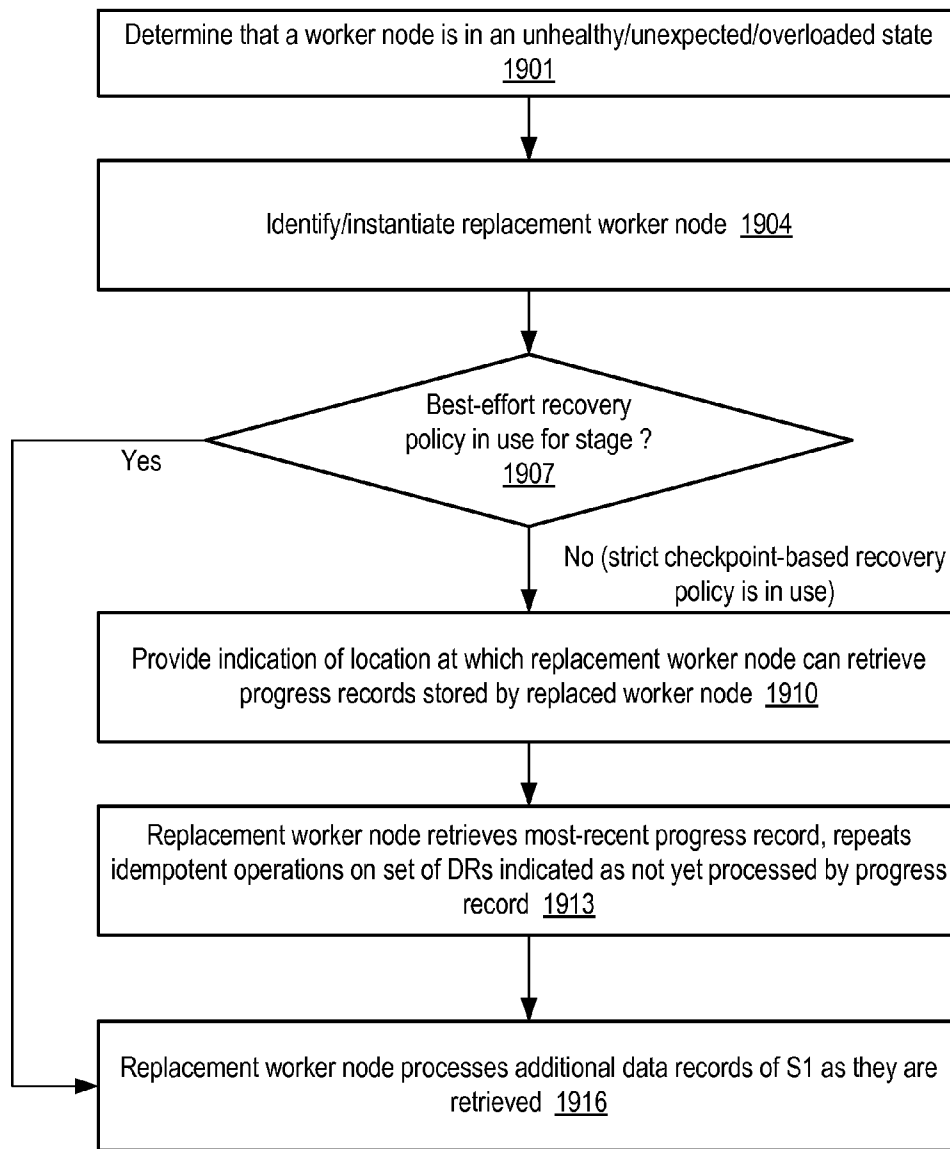 Determine that a worker node is in an unhealthy/unexpected/overloaded state
1901
Identify/instantiate replacement worker node 1904
Best-effort recovery
policy in use for stage ?
1907
Yes
No (strict checkpoint-based recovery
policy is in use)
Provide indication of location at which replacement worker node can retrieve
progress records stored by replaced worker node 1910
Replacement worker node retrieves most-recent progress record, repeats
idempotent operations on set of DRs indicated as not yet processed by progress
record 1913
Replacement worker node processes additional data records of S1 as they are
retrieved 1916